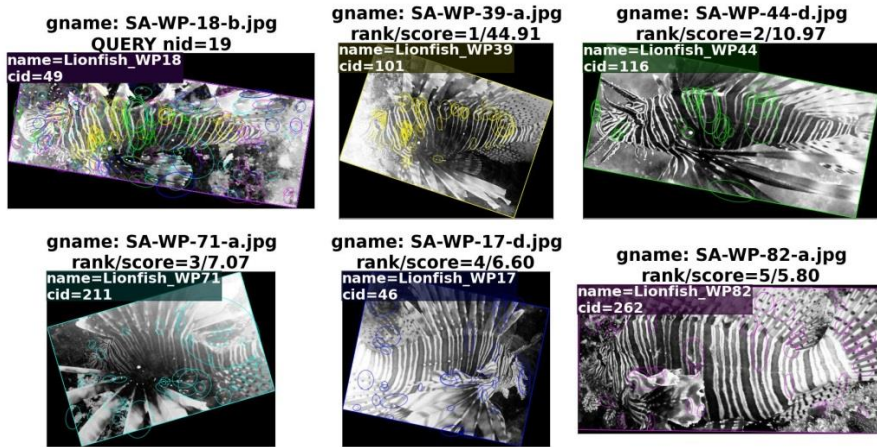 gname: SA-WP-18-b.jpg
QUERY nid=19
name=Lionfish_WP18
cid=49
gname: SA-WP-39-a.jpg
rank/score=1/44.91
name=Lionfish_WP39
cid=101
gname: SA-WP-44-d.jpg
rank/score=2/10.97
name=Lionfish_WP44
cid=116
gname: SA-WP-71-a.jpg
rank/score=3/7.07
name=Lionfish_WP71
cid=211
gname: SA-WP-17-d.jpg
rank/score=4/6.60
name=Lionfish_WP17
cid=46
gname: SA-WP-82-a.jpg
rank/score=5/5.80
name=Lionfish_WP82
cid=262